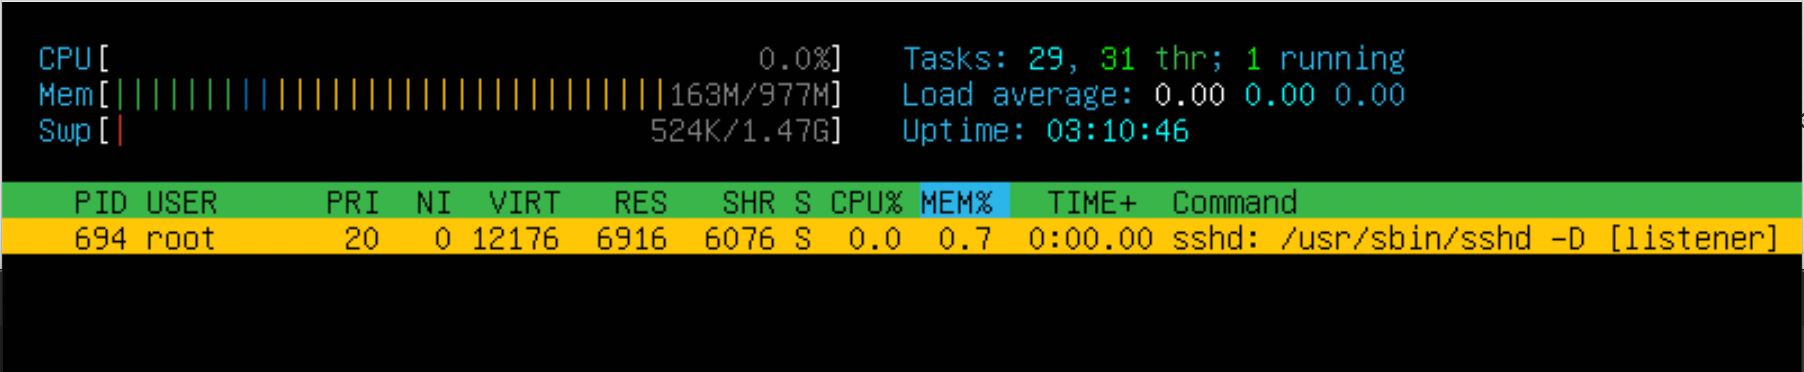 CPU[ 0.0%] Tasks: 29, 31 thr; 1 running
Mem[||||||||||||||||||||||||||||||163M/977M] Load average: 0.00 0.00 0.00
Swp[| 524K/1.47G] Uptime: 03:10:46
PID USER PRI NI VIRT RES SHR S CPU% MEM% TIME+ Command
694 root 20 0 12176 6916 6076 S 0.0 0.7 0:00.00 sshd: /usr/sbin/sshd -D [listener]